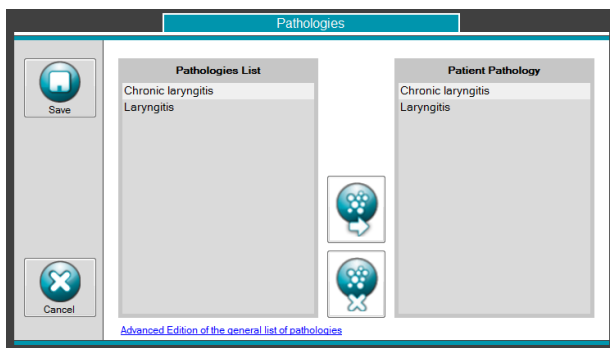 Pathologies
Save
Cancel
Pathologies List
Chronic laryngitis
Laryngitis
Patient Pathology
Chronic laryngitis
Laryngitis
Advanced Edition of the general list of pathologies